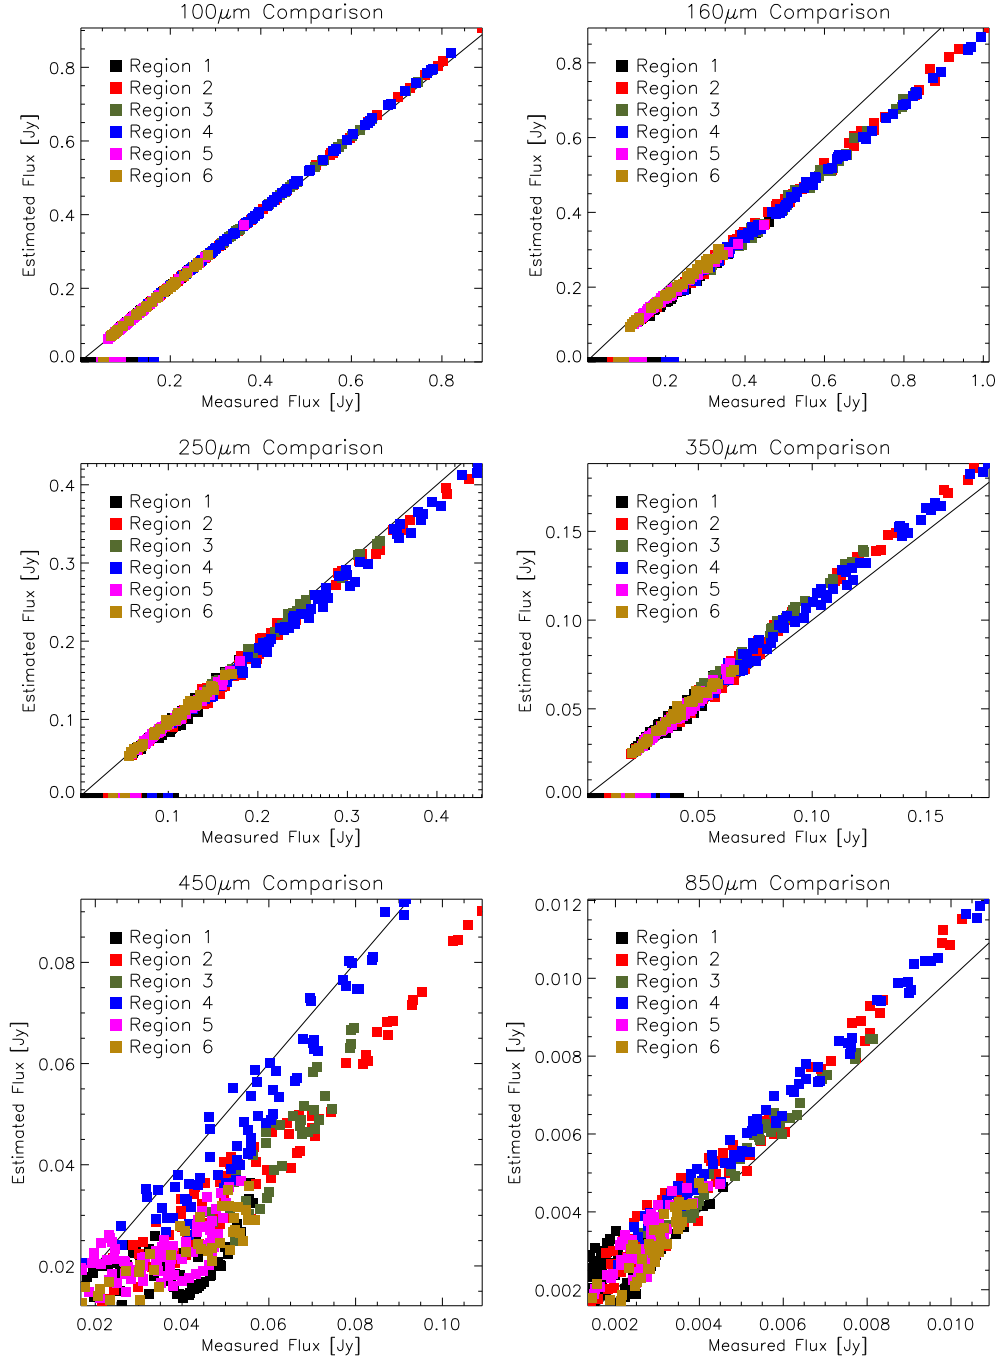 100μm Comparison
Estimated Flux [Jy]
0.8
0.6
0.4
0.2
0.0
Region 1
Region 2
Region 3
Region 4
Region 5
Region 6
0.2 0.4 0.6 0.8
Measured Flux [Jy]
160μm Comparison
Estimated Flux [Jy]
0.8
0.6
0.4
0.2
0.0
Region 1
Region 2
Region 3
Region 4
Region 5
Region 6
0.2 0.4 0.6 0.8 1.0
Measured Flux [Jy]
250μm Comparison
Estimated Flux [Jy]
0.4
0.3
0.2
0.1
0.0
Region 1
Region 2
Region 3
Region 4
Region 5
Region 6
0.1 0.2 0.3 0.4
Measured Flux [Jy]
350μm Comparison
Estimated Flux [Jy]
0.15
0.10
0.05
0.00
Region 1
Region 2
Region 3
Region 4
Region 5
Region 6
0.05 0.10 0.15
Measured Flux [Jy]
450μm Comparison
Estimated Flux [Jy]
0.08
0.06
0.04
0.02
Region 1
Region 2
Region 3
Region 4
Region 5
Region 6
0.02 0.04 0.06 0.08 0.10
Measured Flux [Jy]
850μm Comparison
Estimated Flux [Jy]
0.012
0.010
0.008
0.006
0.004
0.002
Region 1
Region 2
Region 3
Region 4
Region 5
Region 6
0.002 0.004 0.006 0.008 0.010
Measured Flux [Jy]